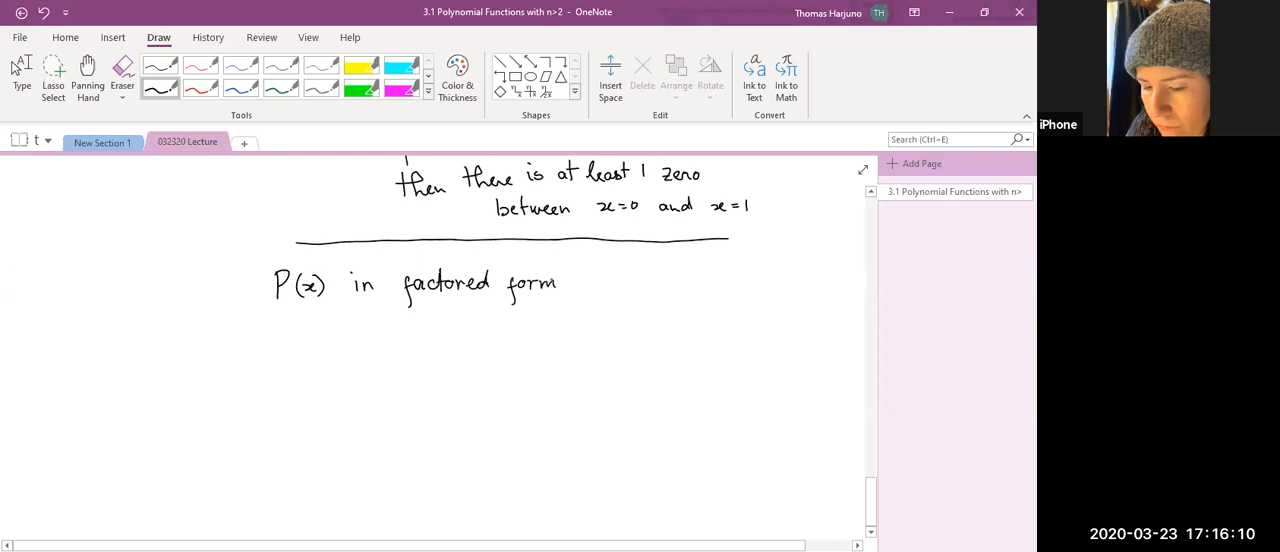 3.1 Polynomial Functions with n>2 - OneNote
Thomas Harjuno
TH
File Home Insert Draw History Review View Help
Type
Lasso Select
Panning Hand
Eraser
Color & Thickness
Insert Space
Delete
Arrange
Rotate
Ink to Text
Ink to Math
Tools
Shapes
Edit
Convert
t
New Section 1
032320 Lecture
Search (Ctrl+E)
Add Page
3.1 Polynomial Functions with n>
then there is at least 1 zero
between x=0 and x=1
P(x) in factored form
iPhone
2020-03-23 17:16:10